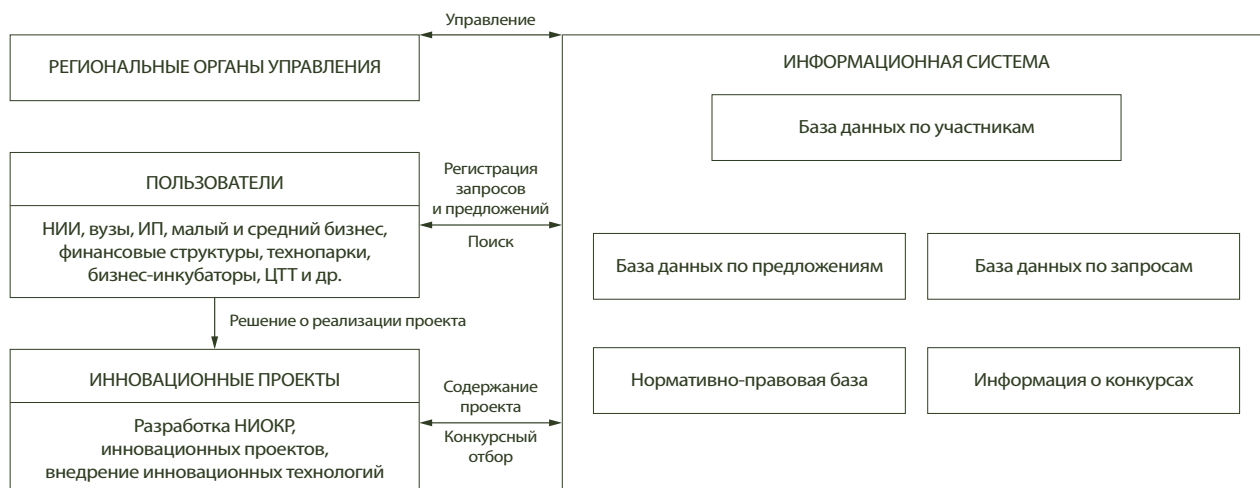 Управление
РЕГИОНАЛЬНЫЕ ОРГАНЫ УПРАВЛЕНИЯ
ИНФОРМАЦИОННАЯ СИСТЕМА
База данных по участникам
ПОЛЬЗОВАТЕЛИ
НИИ, вузы, ИП, малый и средний бизнес,
финансовые структуры, технопарки,
бизнес-инкубаторы, ЦТТ и др.
Регистрация
запросов
и предложений
Поиск
База данных по предложениям
База данных по запросам
Решение о реализации проекта
ИННОВАЦИОННЫЕ ПРОЕКТЫ
Разработка НИОКР,
инновационных проектов,
внедрение инновационных технологий
Содержание
проекта
Конкурсный
отбор
Нормативно-правовая база
Информация о конкурсах